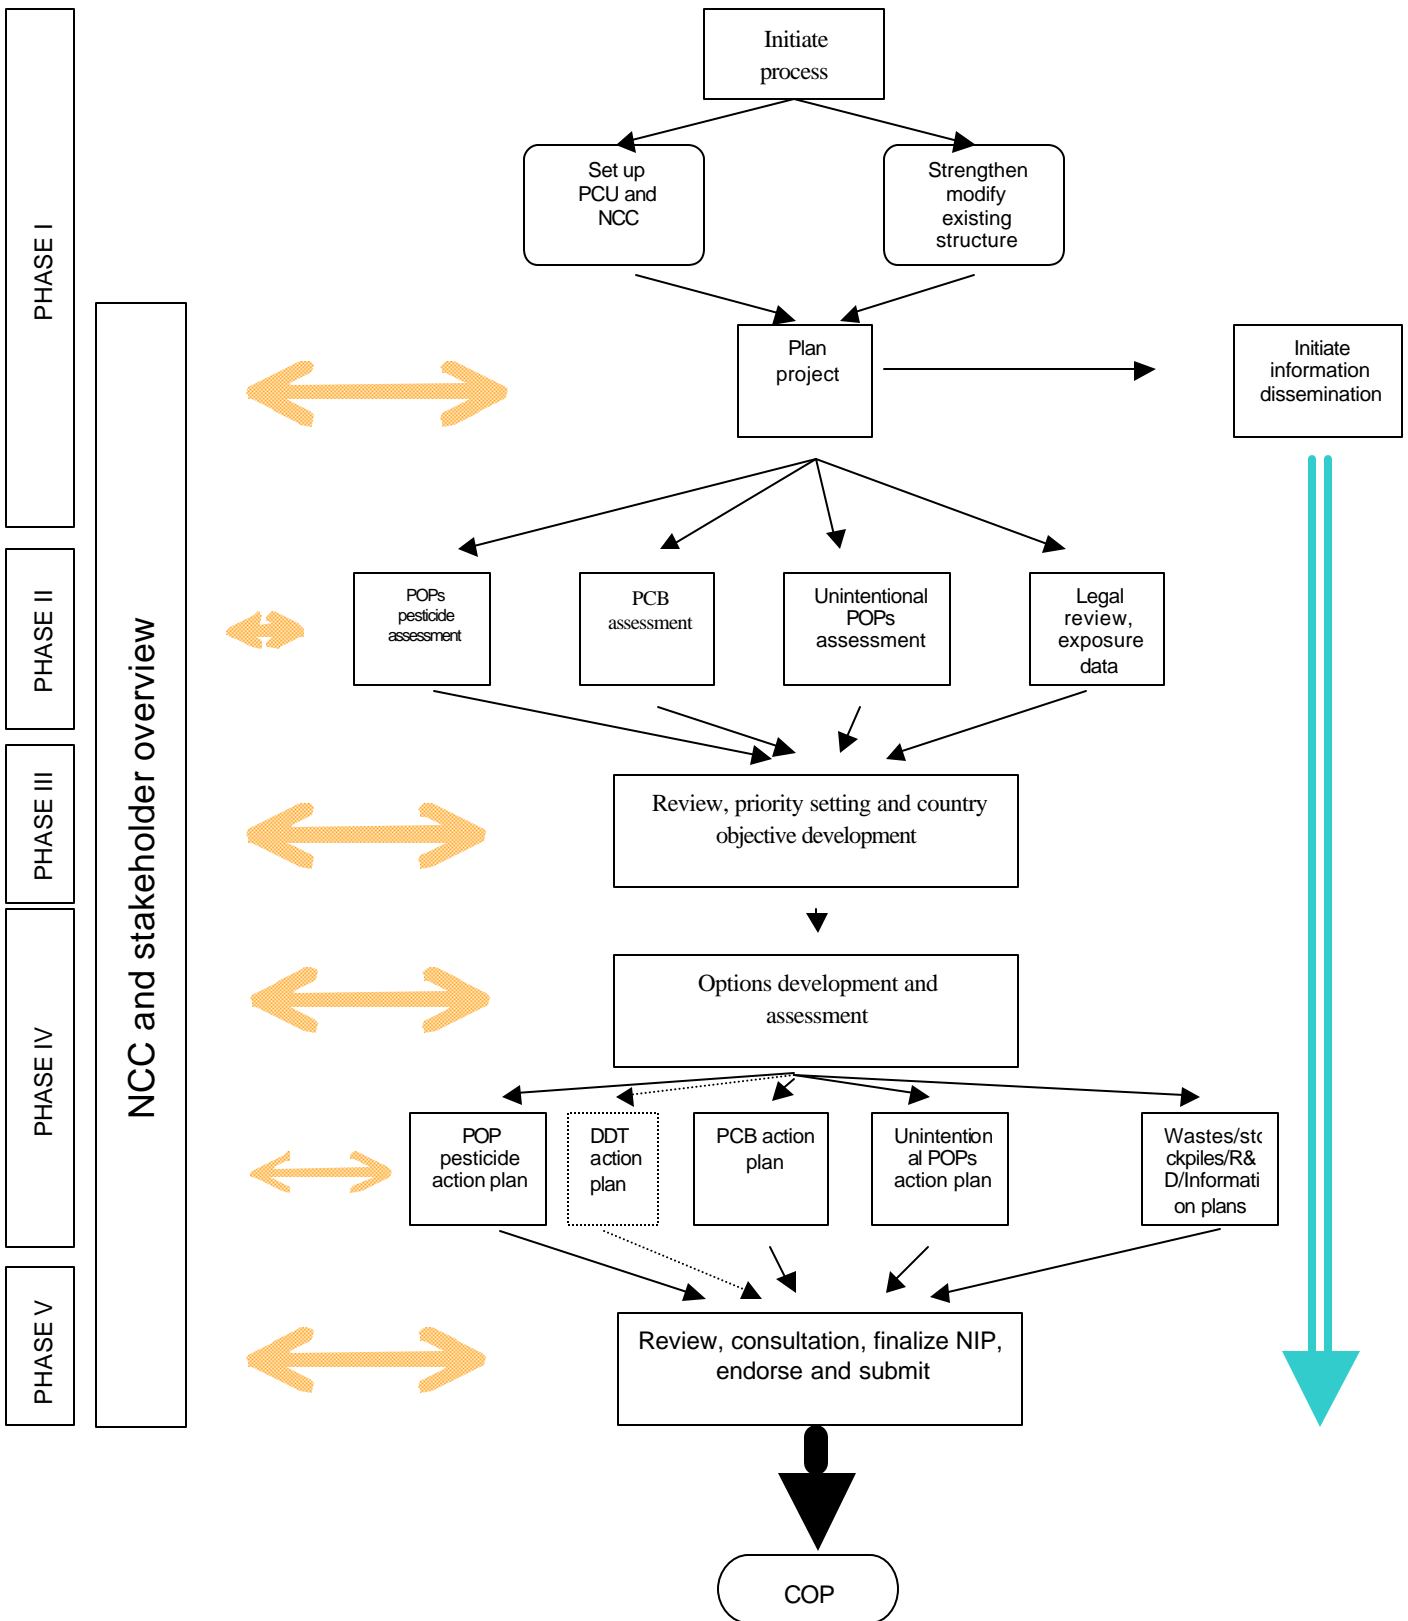 Initiate
process
Set up
PCU and
NCC
Strengthen
modify
existing
structure
PHASE I
Plan
project
Initiate
information
dissemination
NCC and stakeholder overview
PHASE II
POPs
pesticide
assessment
PCB
assessment
Unintentional
POPs
assessment
Legal
review,
exposure
data
PHASE III
Review, priority setting and country
objective development
PHASE IV
Options development and
assessment
POP
pesticide
action plan
DDT
action
plan
PCB action
plan
Unintention
al POPs
action plan
Wastes/stc
ckpiles/R&
D/Informati
on plans
PHASE V
Review, consultation, finalize NIP,
endorse and submit
COP